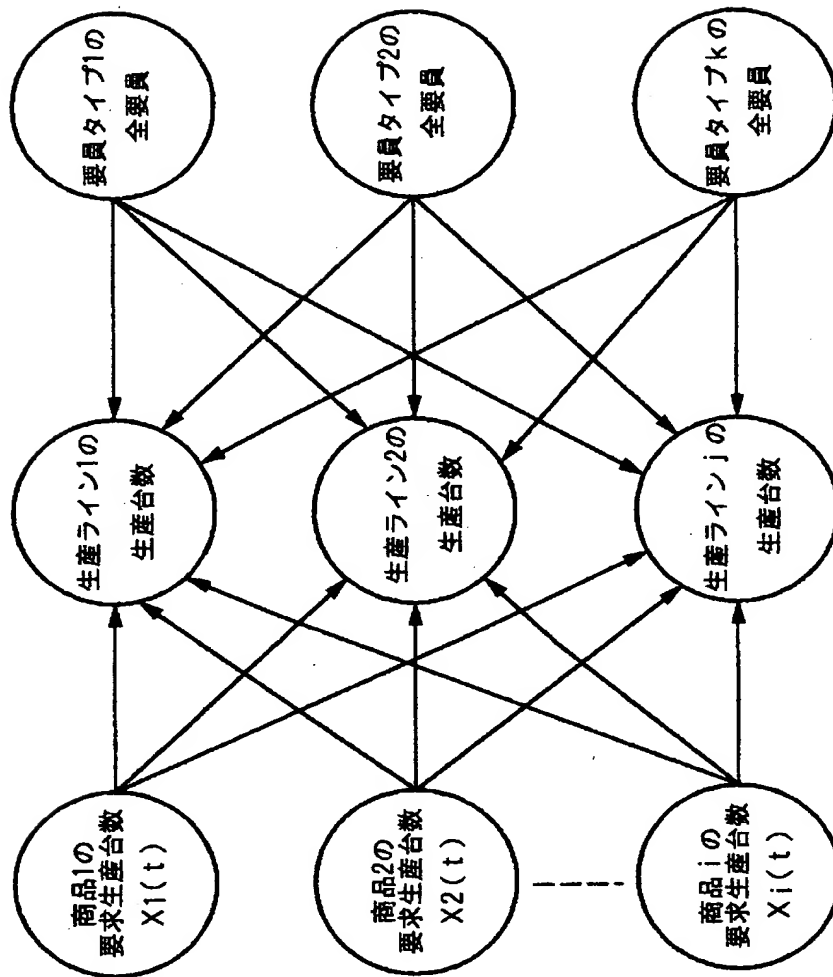 商品1の
要求生産台数
X1(t)
商品2の
要求生産台数
X2(t)
商品iの
要求生産台数
Xi(t)
生産ライン1の
生産台数
生産ライン2の
生産台数
生産ラインjの
生産台数
要員タイプ1の
全要員
要員タイプ2の
全要員
要員タイプkの
全要員